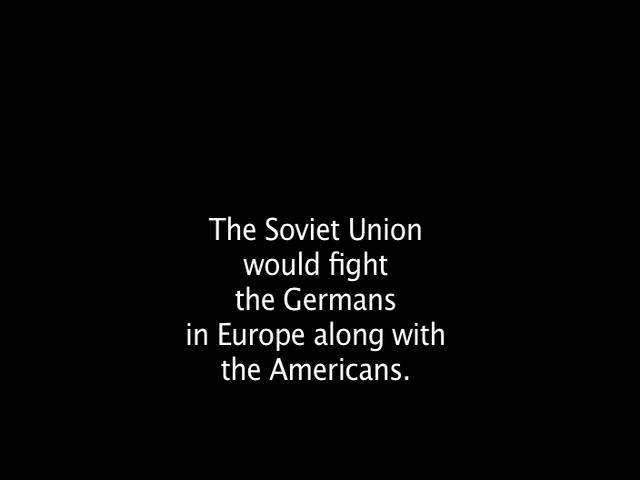 The Soviet Union
would fight
the Germans
in Europe along with
the Americans.